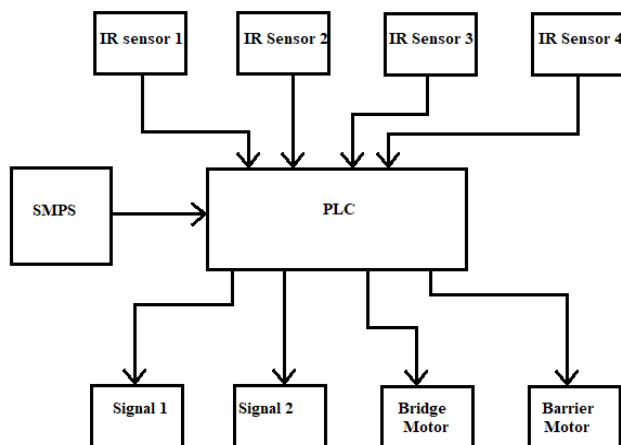 IR sensor 1
IR Sensor 2
IR Sensor 3
IR Sensor 4
SMPS
PLC
Signal 1
Signal 2
Bridge
Motor
Barrier
Motor